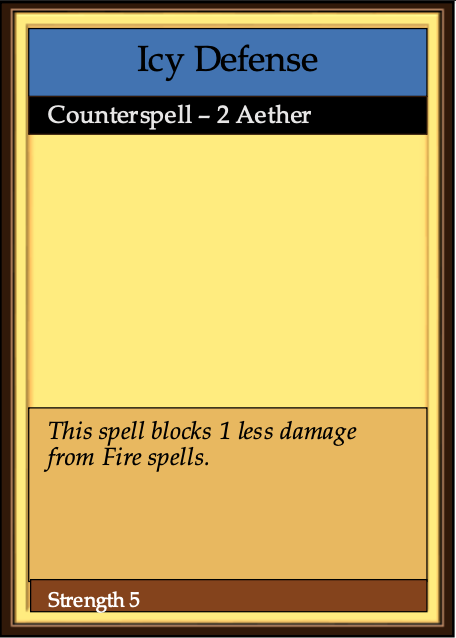 Icy Defense
Counterspell – 2 Aether
This spell blocks 1 less damage
from Fire spells.
Strength 5